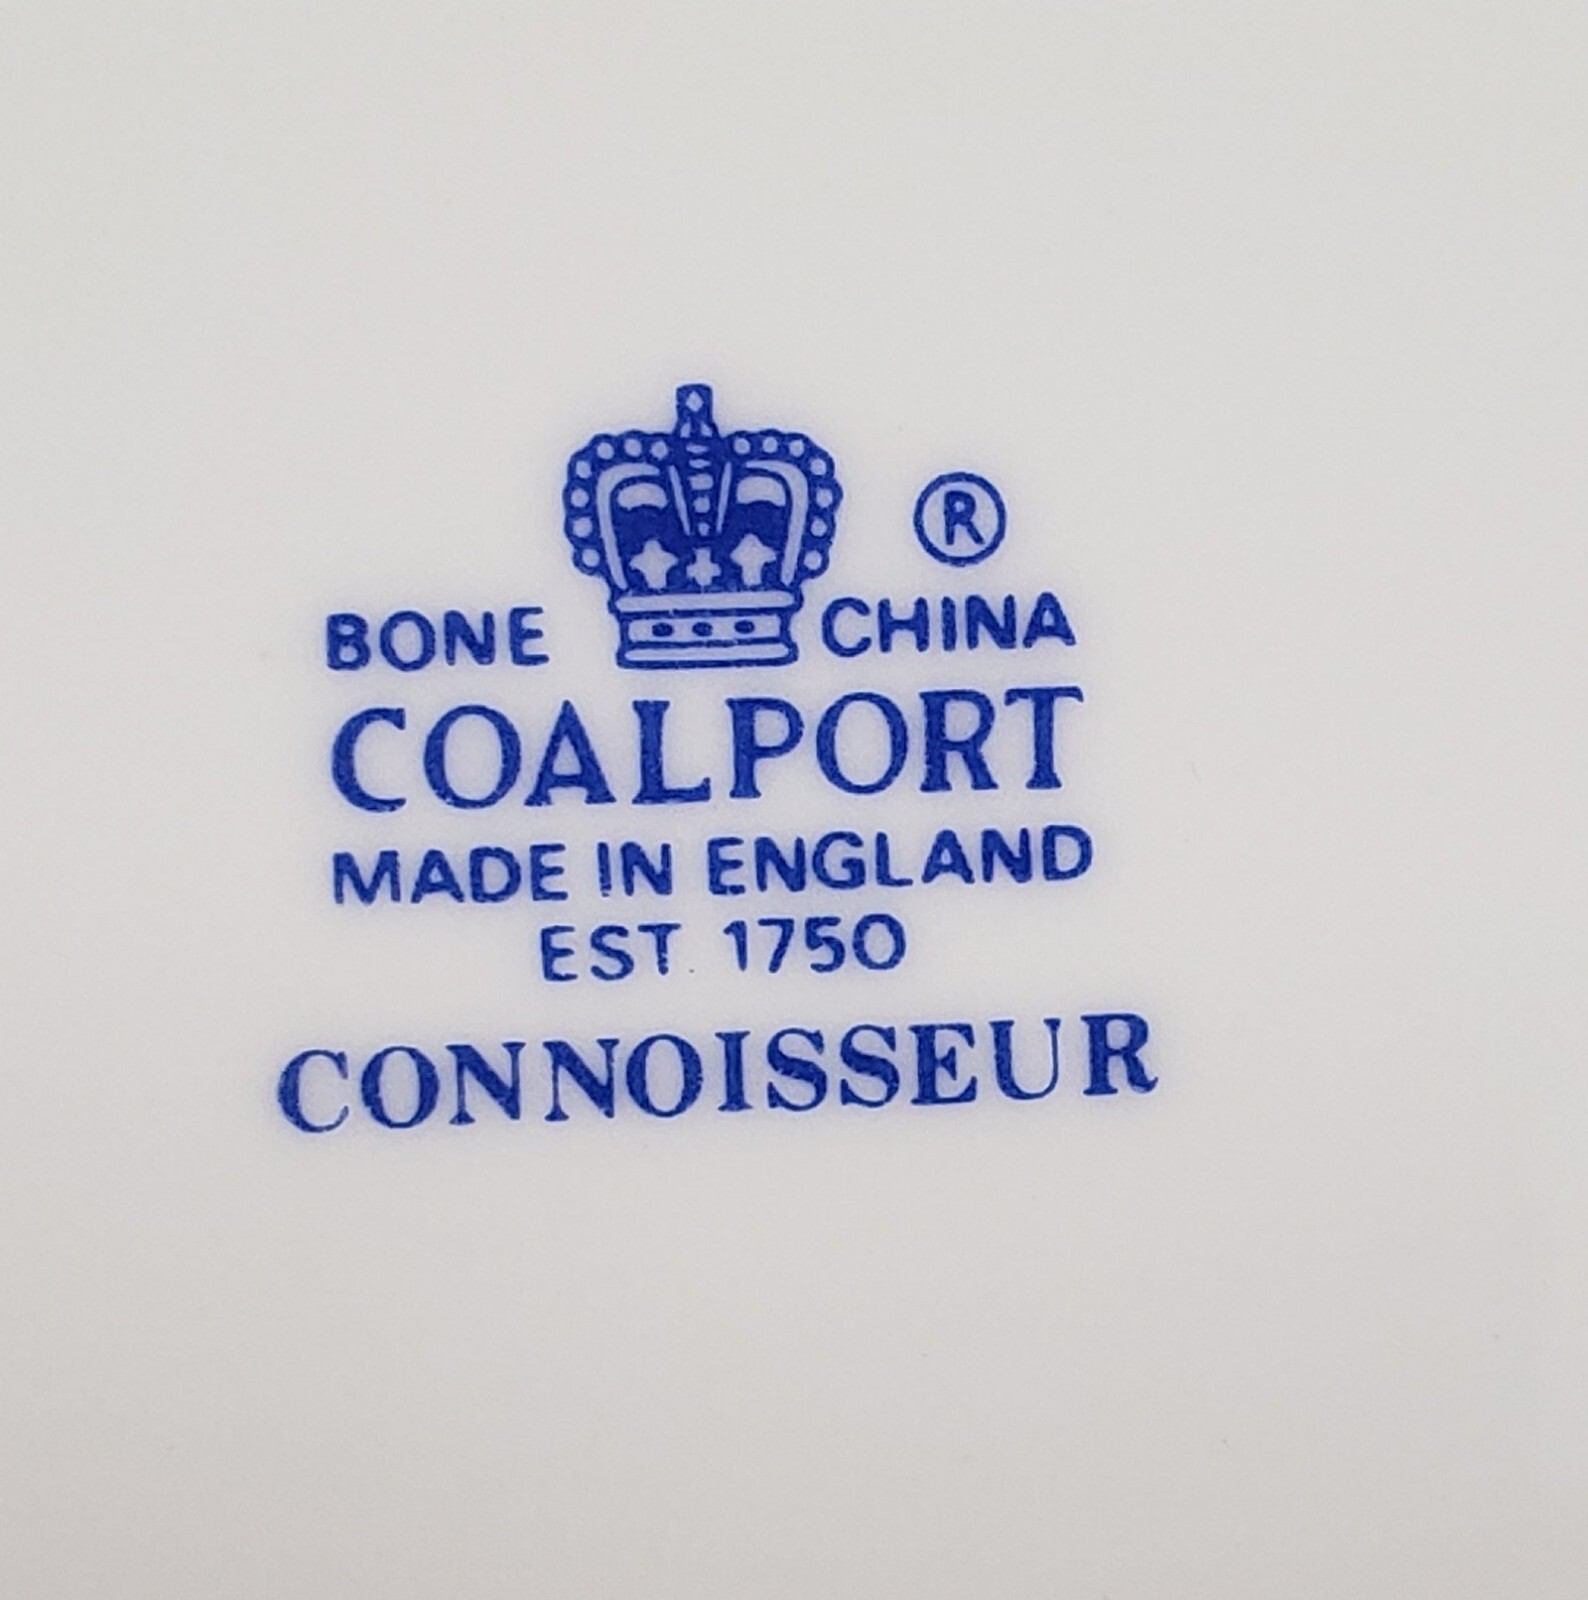 ®
BONE CHINA
COALPORT
MADE IN ENGLAND
EST. 1750
CONNOISSEUR